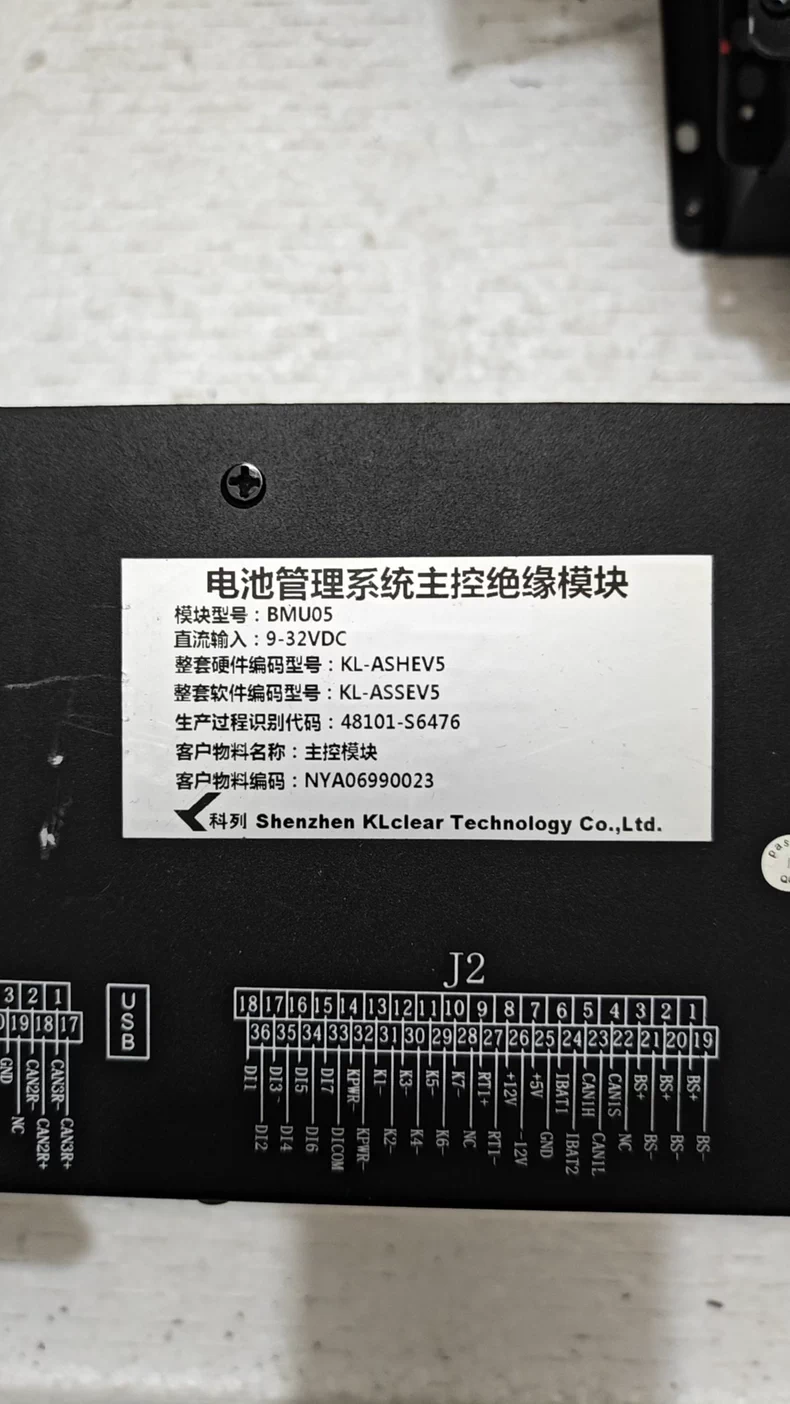 电池管理系统主控绝缘模块
模块型号：BMU05
直流输入：9-32VDC
整套硬件编码型号：KL-ASHEV5
整套软件编码型号：KL-ASSEV5
生产过程识别代码：48101-S6476
客户物料名称：主控模块
客户物料编码：NYA06990023
科列 Shenzhen KLclear Technology Co.,Ltd.
pas
J2
3 2 1
19 18 17
USB
18 17 16 15 14 13 12 11 10 9 8 7 6 5 4 3 2 1
36 35 34 33 32 31 30 29 28 27 26 25 24 23 22 21 20 19
GND CAN2R- CAN3R-
NC CAN2R+ CAN3R+
DI1 DI3 DI5 DI7 KPWR- K1- K3- K5- K7- RT1+ +12V +5V IBAT1 CAN1H CAN1S BS+ BS+ BS+
DI2 DI4 DI6 DICOM KPWR- K2- K4- K6- NC RT1- -12V GND IBAT2 CAN1L NC BS- BS- BS-